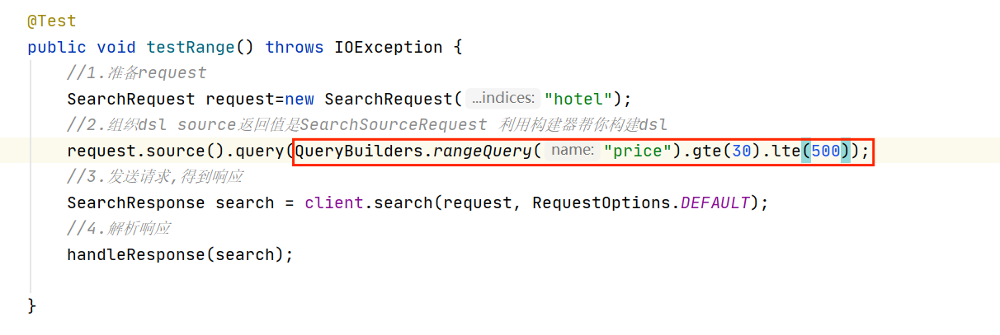 @Test
public void testRange() throws IOException {
//1.准备request
SearchRequest request=new SearchRequest( ...indices: "hotel");
//2.组织dsl source返回值是SearchSourceRequest 利用构建器帮你构建dsl
request.source().query(QueryBuilders.rangeQuery( name: "price").gte(30).lte(500));
//3.发送请求,得到响应
SearchResponse search = client.search(request, RequestOptions.DEFAULT);
//4.解析响应
handleResponse(search);
}